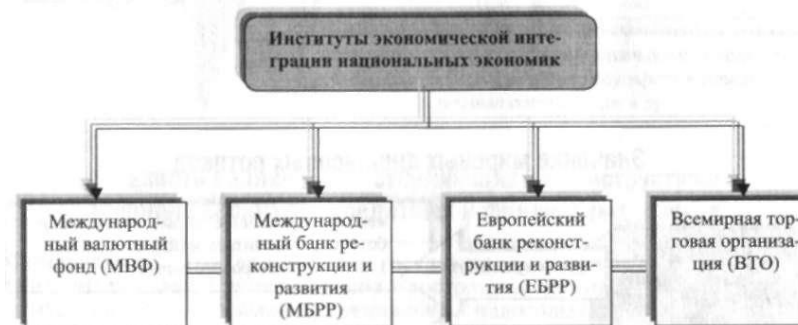 Институты экономической инте-
грации национальных экономик
Международ-
ный валютный
фонд (МВФ)
Международ-
ный банк ре-
конструкции и
развития
(МБРР)
Европейский
банк реконст-
рукции и разви-
тия (ЕБРР)
Всемирная тор-
говая организа-
ция (ВТО)